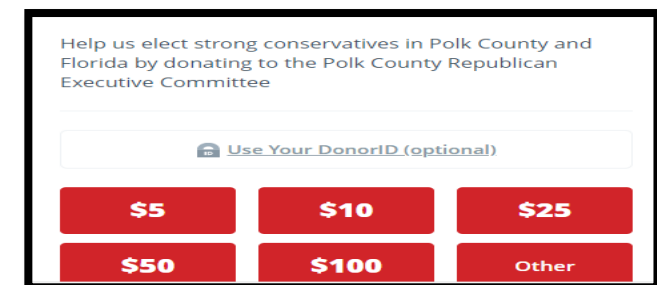 Help us elect strong conservatives in Polk County and
Florida by donating to the Polk County Republican
Executive Committee
Use Your DonorID (optional)
$5 $10 $25
$50 $100 Other